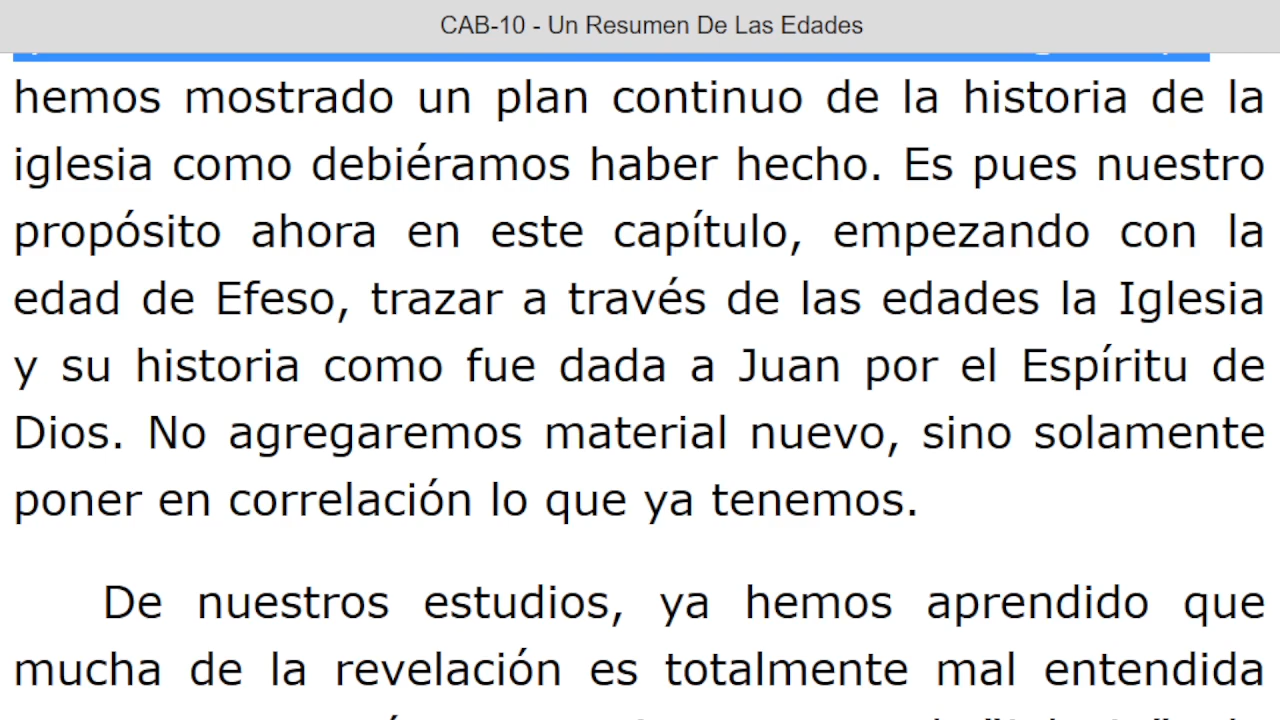 CAB-10 - Un Resumen De Las Edades
hemos mostrado un plan continuo de la historia de la
iglesia como debiéramos haber hecho. Es pues nuestro
propósito ahora en este capítulo, empezando con la
edad de Efeso, trazar a través de las edades la Iglesia
y su historia como fue dada a Juan por el Espíritu de
Dios. No agregaremos material nuevo, sino solamente
poner en correlación lo que ya tenemos.
De nuestros estudios, ya hemos aprendido que
mucha de la revelación es totalmente mal entendida